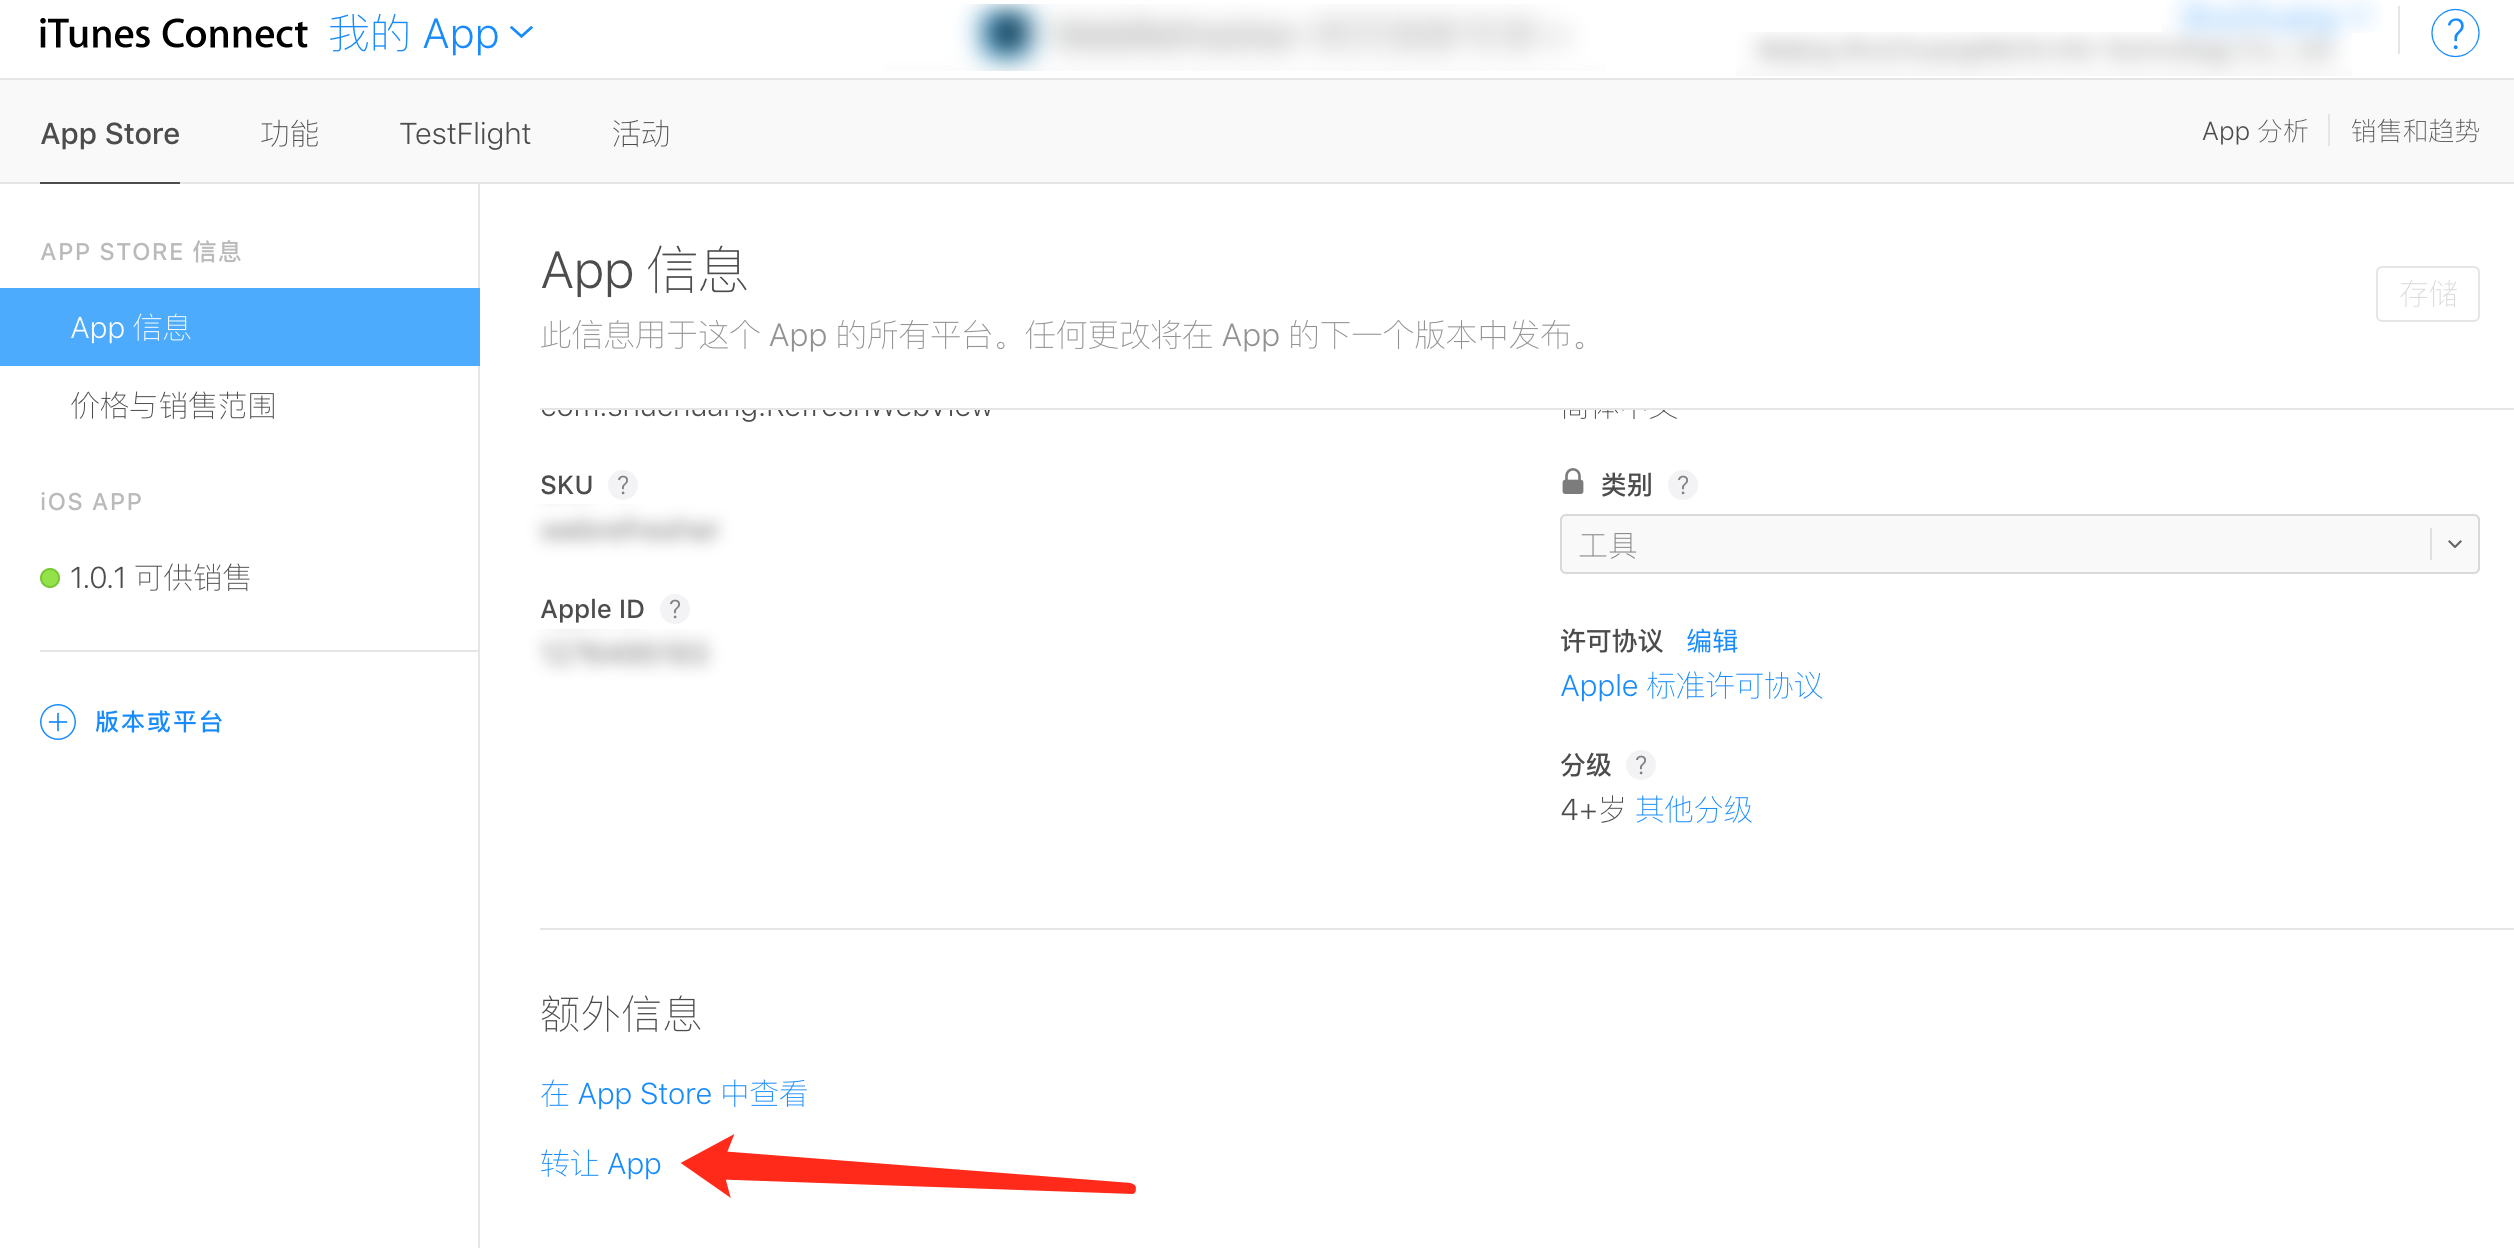 iTunes Connect 我的 App
?
App Store 功能 TestFlight 活动 App 分析 销售和趋势
APP STORE 信息
App 信息
价格与销售范围
iOS APP
1.0.1 可供销售
版本或平台
App 信息
存储
此信息用于这个 App 的所有平台。任何更改将在 App 的下一个版本中发布。
SKU ?
Apple ID ?
简体中文
类别 ?
工具
许可协议 编辑
Apple 标准许可协议
分级 ?
4+岁 其他分级
额外信息
在 App Store 中查看
转让 App